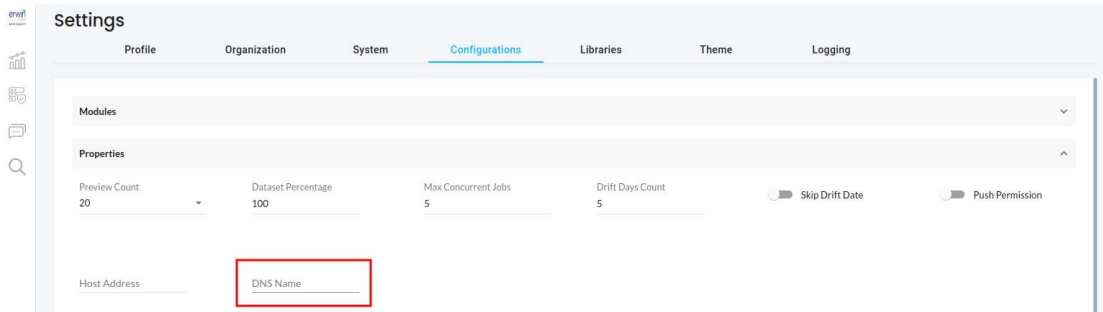 erwin
Settings
Profile Organization System Configurations Libraries Theme Logging
Modules
Properties
Preview Count Dataset Percentage Max Concurrent Jobs Drift Days Count
20 100 5 5 Skip Drift Date Push Permission
Host Address DNS Name